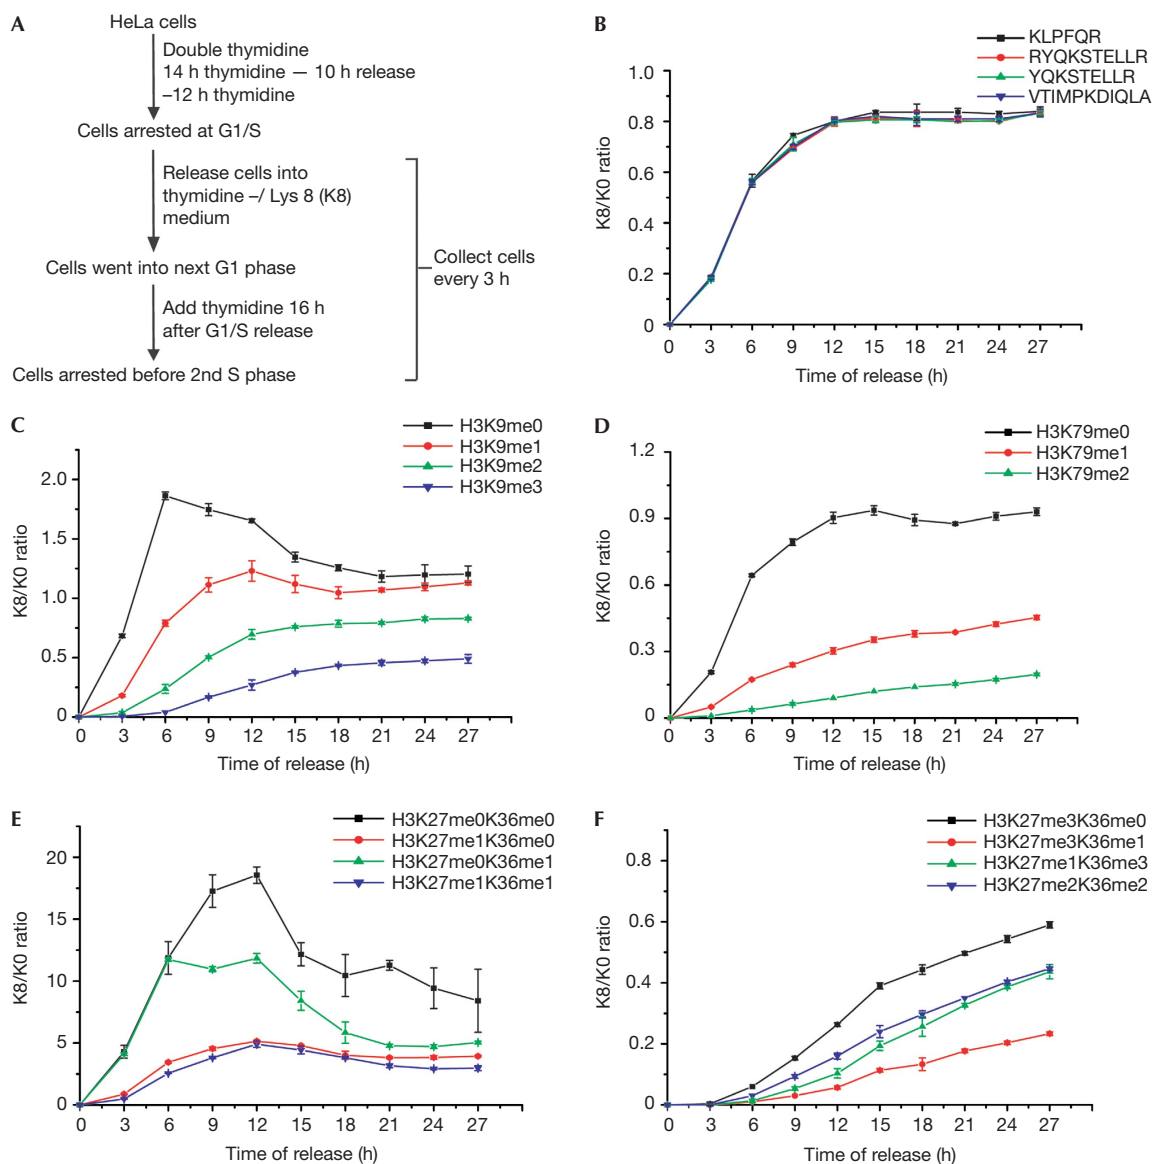 A
HeLa cells
Double thymidine
14 h thymidine — 10 h release
–12 h thymidine
Cells arrested at G1/S
Release cells into
thymidine –/ Lys 8 (K8)
medium
Cells went into next G1 phase
Add thymidine 16 h
after G1/S release
Cells arrested before 2nd S phase
Collect cells
every 3 h
B
KLPFQR
RYQKSTELLR
YQKSTELLR
VTIMPKDIQLA
1.0
0.8
0.6
0.4
0.2
0
K8/K0 ratio
0 3 6 9 12 15 18 21 24 27
Time of release (h)
C
H3K9me0
H3K9me1
H3K9me2
H3K9me3
2.0
1.5
1.0
0.5
0
K8/K0 ratio
0 3 6 9 12 15 18 21 24 27
Time of release (h)
D
H3K79me0
H3K79me1
H3K79me2
1.2
0.9
0.6
0.3
0
K8/K0 ratio
0 3 6 9 12 15 18 21 24 27
Time of release (h)
E
H3K27me0K36me0
H3K27me1K36me0
H3K27me0K36me1
H3K27me1K36me1
20
15
10
5
0
K8/K0 ratio
0 3 6 9 12 15 18 21 24 27
Time of release (h)
F
H3K27me3K36me0
H3K27me3K36me1
H3K27me1K36me3
H3K27me2K36me2
0.8
0.6
0.4
0.2
0
K8/K0 ratio
0 3 6 9 12 15 18 21 24 27
Time of release (h)